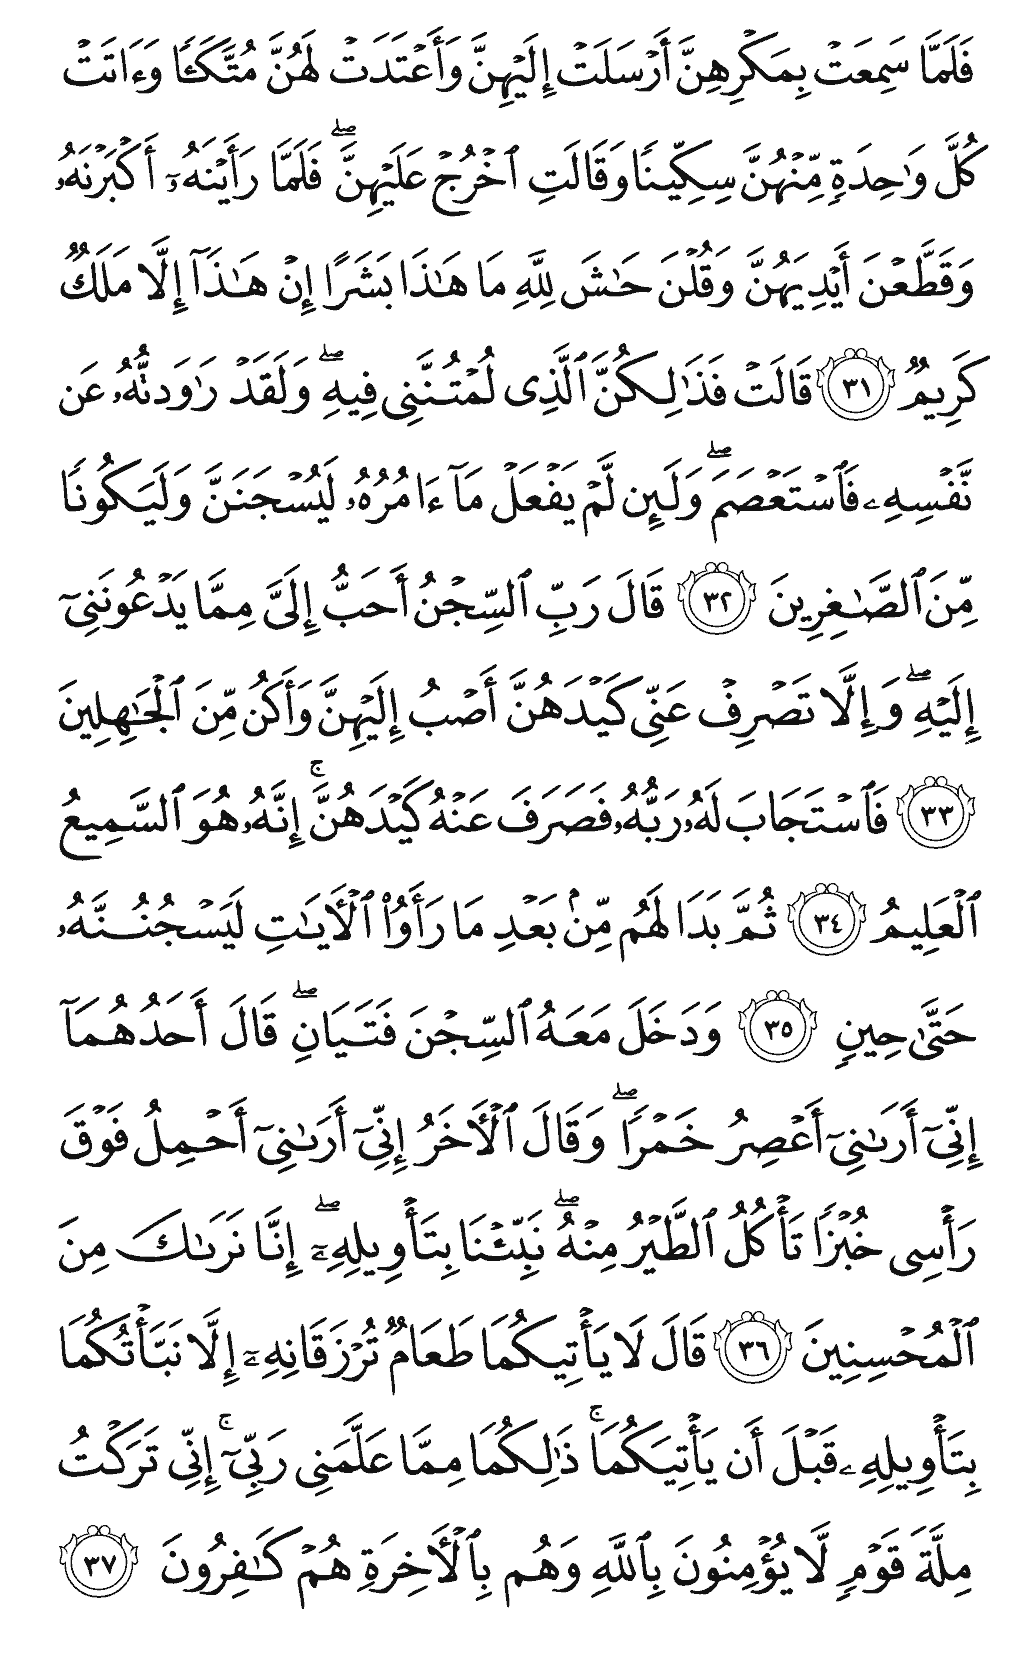 فَلَمَّا سَمِعَتْ بِمَكْرِهِنَّ أَرْسَلَتْ إِلَيْهِنَّ وَأَعْتَدَتْ لَهُنَّ مُتَّكَـًٔا وَءَاتَتْ
كُلَّ وَٰحِدَةٍ مِّنْهُنَّ سِكِّينًا وَقَالَتِ ٱخْرُجْ عَلَيْهِنَّ ۖ فَلَمَّا رَأَيْنَهُۥٓ أَكْبَرْنَهُۥ
وَقَطَّعْنَ أَيْدِيَهُنَّ وَقُلْنَ حَـٰشَ لِلَّهِ مَا هَـٰذَا بَشَرًا إِنْ هَـٰذَآ إِلَّا مَلَكٌ
كَرِيمٌ ٣١ قَالَتْ فَذَٰلِكُنَّ ٱلَّذِى لُمْتُنَّنِى فِيهِ ۖ وَلَقَدْ رَٰوَدتُّهُۥ عَن
نَّفْسِهِۦ فَٱسْتَعْصَمَ ۖ وَلَئِن لَّمْ يَفْعَلْ مَآ ءَامُرُهُۥ لَيُسْجَنَنَّ وَلَيَكُونًا
مِّنَ ٱلصَّـٰغِرِينَ ٣٢ قَالَ رَبِّ ٱلسِّجْنُ أَحَبُّ إِلَىَّ مِمَّا يَدْعُونَنِىٓ
إِلَيْهِ ۖ وَإِلَّا تَصْرِفْ عَنِّى كَيْدَهُنَّ أَصْبُ إِلَيْهِنَّ وَأَكُن مِّنَ ٱلْجَـٰهِلِينَ
٣٣ فَٱسْتَجَابَ لَهُۥ رَبُّهُۥ فَصَرَفَ عَنْهُ كَيْدَهُنَّ ۚ إِنَّهُۥ هُوَ ٱلسَّمِيعُ
ٱلْعَلِيمُ ٣٤ ثُمَّ بَدَا لَهُم مِّنۢ بَعْدِ مَا رَأَوُا۟ ٱلْـَٔايَـٰتِ لَيَسْجُنُنَّهُۥ
حَتَّىٰ حِينٍ ٣٥ وَدَخَلَ مَعَهُ ٱلسِّجْنَ فَتَيَانِ ۖ قَالَ أَحَدُهُمَآ
إِنِّىٓ أَرَىٰنِىٓ أَعْصِرُ خَمْرًا ۖ وَقَالَ ٱلْـَٔاخَرُ إِنِّىٓ أَرَىٰنِىٓ أَحْمِلُ فَوْقَ
رَأْسِى خُبْزًا تَأْكُلُ ٱلطَّيْرُ مِنْهُ ۖ نَبِّئْنَا بِتَأْوِيلِهِۦٓ ۖ إِنَّا نَرَىٰكَ مِنَ
ٱلْمُحْسِنِينَ ٣٦ قَالَ لَا يَأْتِيكُمَا طَعَامٌ تُرْزَقَانِهِۦٓ إِلَّا نَبَّأْتُكُمَا
بِتَأْوِيلِهِۦ قَبْلَ أَن يَأْتِيَكُمَا ۚ ذَٰلِكُمَا مِمَّا عَلَّمَنِى رَبِّىٓ ۚ إِنِّى تَرَكْتُ
مِلَّةَ قَوْمٍ لَّا يُؤْمِنُونَ بِٱللَّهِ وَهُم بِٱلْـَٔاخِرَةِ هُمْ كَـٰفِرُونَ ٣٧